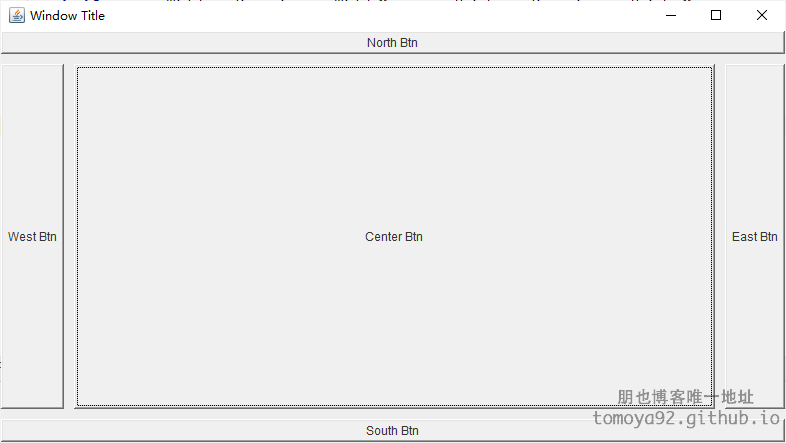 Window Title
North Btn
West Btn
Center Btn
East Btn
朋也博客唯一地址
tomoya92.github.io
South Btn